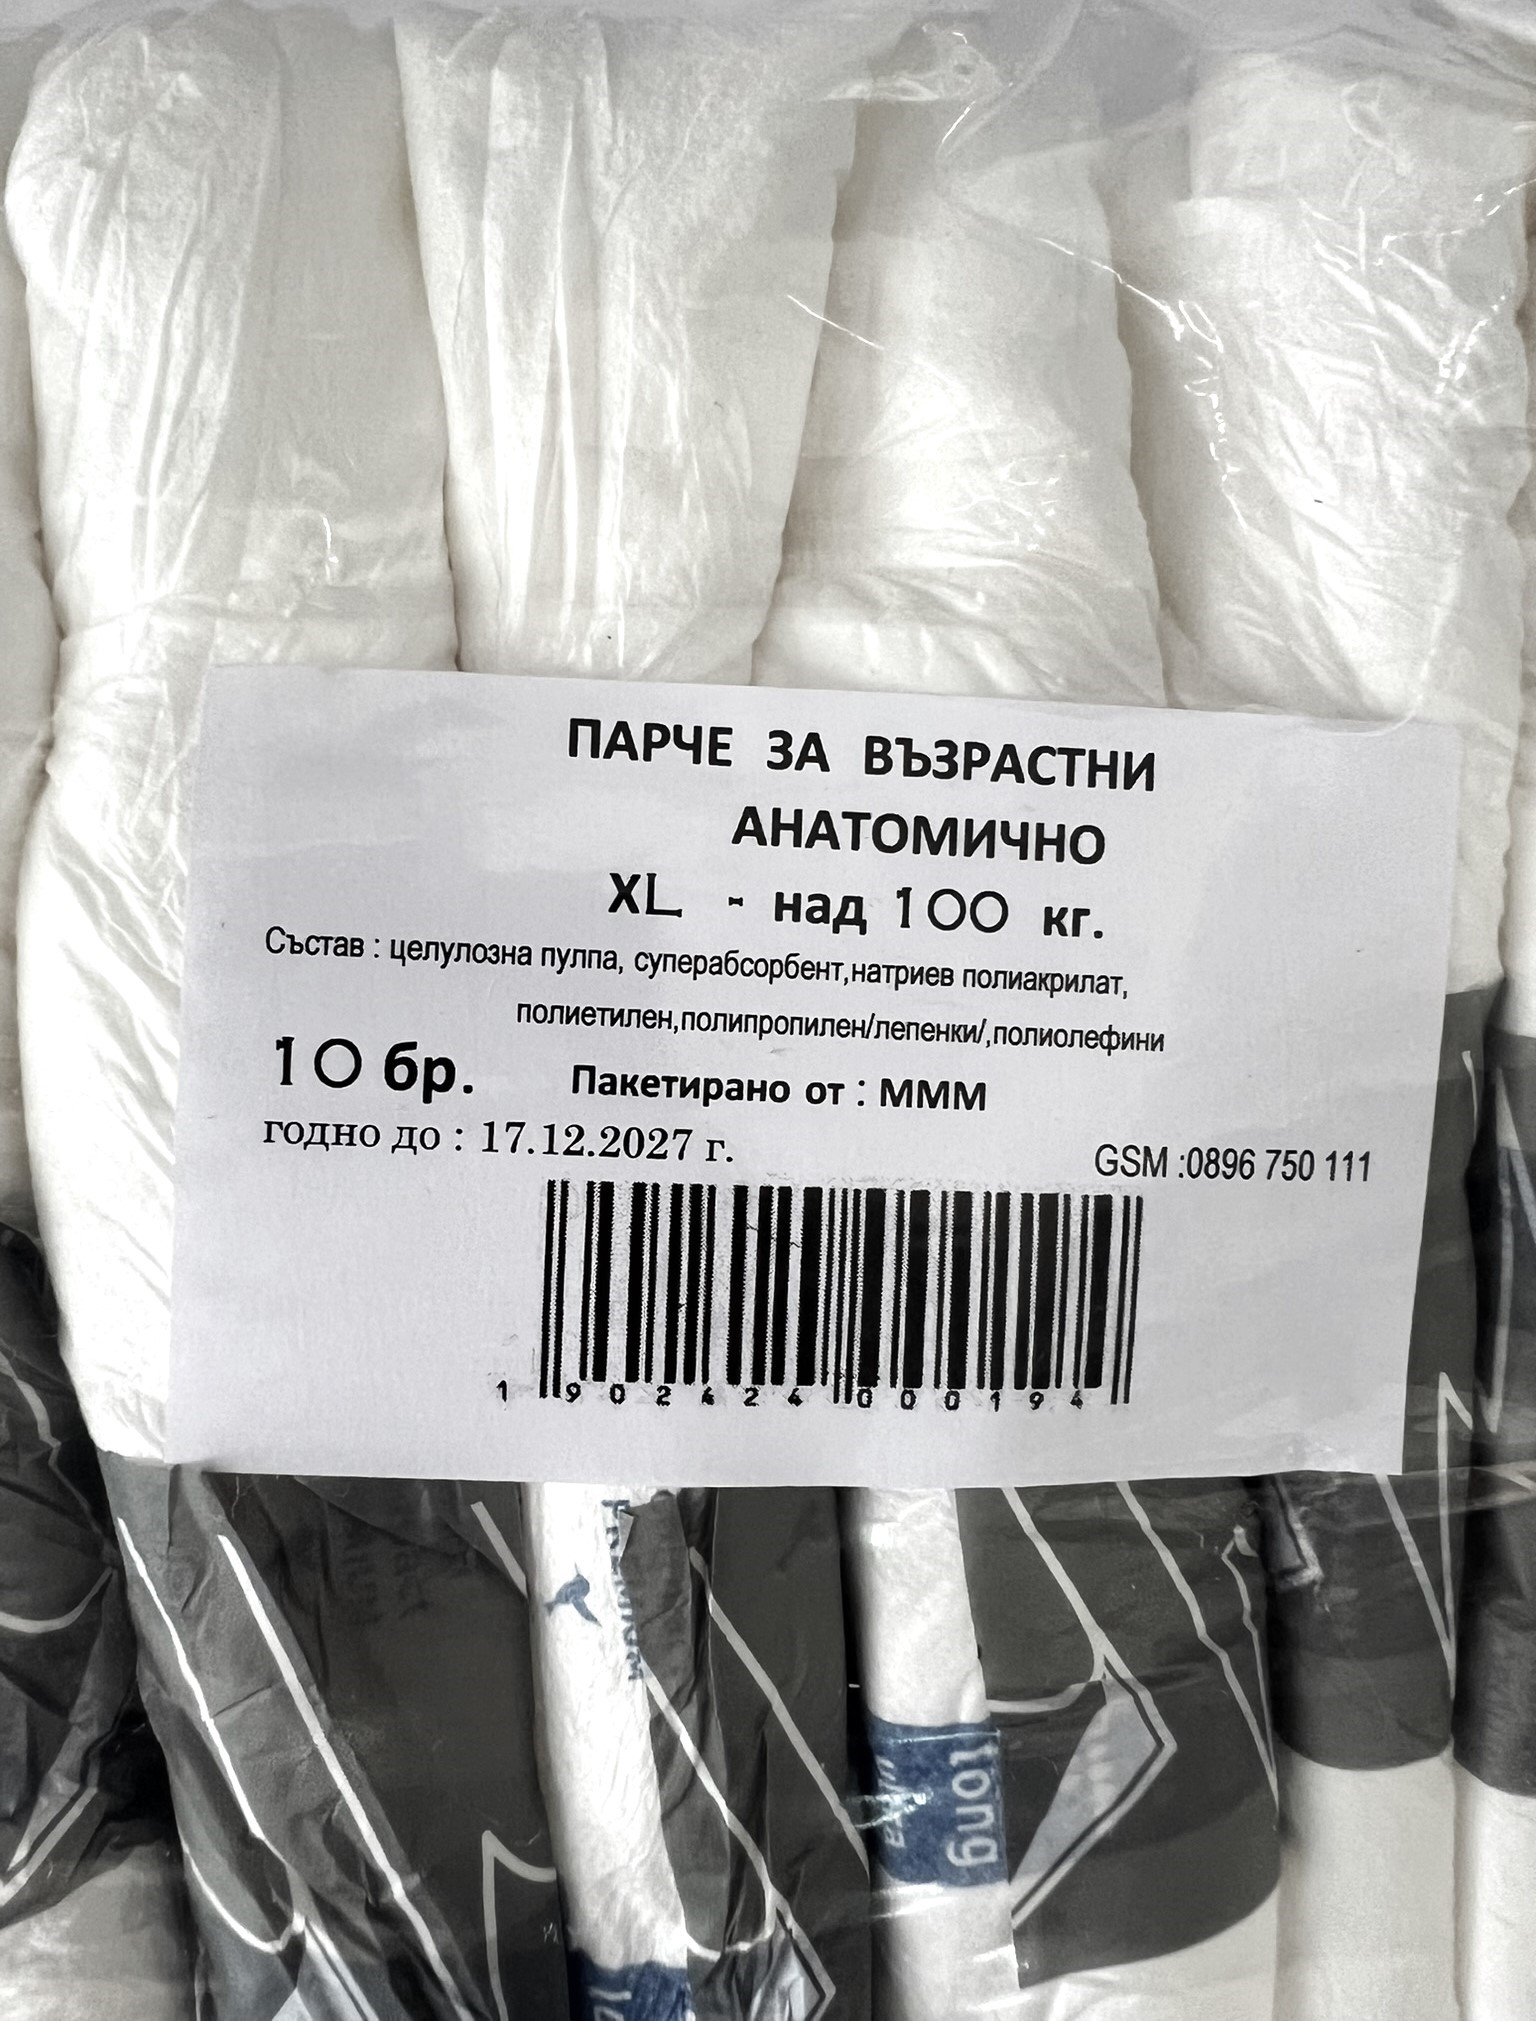 ПАРЧЕ ЗА ВЪЗРАСТНИ
АНАТОМИЧНО
XL - над 100 кг.
Състав : целулозна пулпа, суперабсорбент,натриев полиакрилат,
полиетилен,полипропилен/лепенки/,полиолефини
10 бр. Пакетирано от : МММ
годно до : 17.12.2027 г.
GSM :0896 750 111
1 902424 000194
long